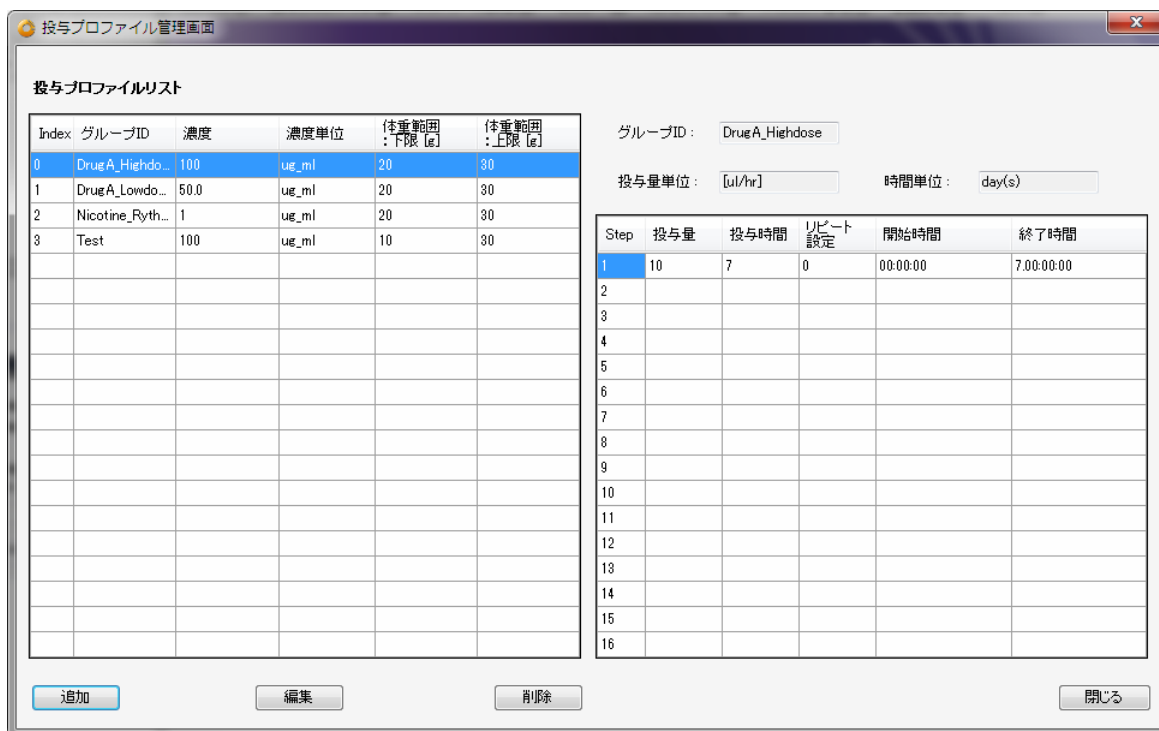 投与プロファイル管理画面
投与プロファイルリスト
Index グループID 濃度 濃度単位 体重範囲:下限 [g] 体重範囲:上限 [g]
0 DrugA_Highdo... 100 ug_ml 20 30
1 DrugA_Lowdo... 50.0 ug_ml 20 30
2 Nicotine_Ryth... 1 ug_ml 20 30
3 Test 100 ug_ml 10 30
グループID: DrugA_Highdose
投与量単位: [ul/hr] 時間単位: day(s)
Step 投与量 投与時間 リピート設定 開始時間 終了時間
1 10 7 0 00:00:00 7.00:00:00
2
3
4
5
6
7
8
9
10
11
12
13
14
15
16
追加 編集 削除 閉じる